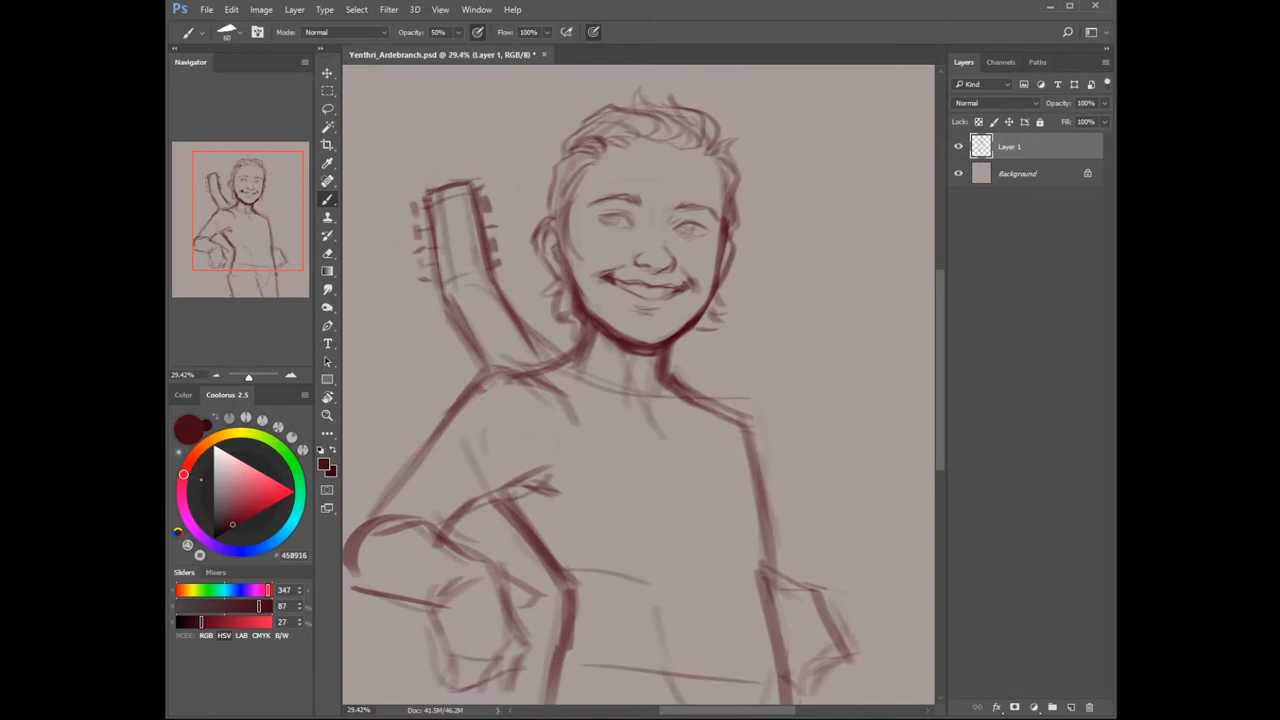 Ps File Edit Image Layer Type Select Filter 3D View Window Help
60 Mode: Normal Opacity: 50% Flow: 100%
Yenthri_Ardebranch.psd @ 29.4% (Layer 1, RGB/8) * ×
Navigator
29.42%
Color Coolorus 2.5
# 450916
Sliders Mixers
H 347 °
S 87 %
V 27 %
MODE: RGB HSV LAB CMYK B/W
29.42% Doc: 41.5M/46.2M
Layers Channels Paths
Kind
Normal Opacity: 100%
Lock: Fill: 100%
Layer 1
Background